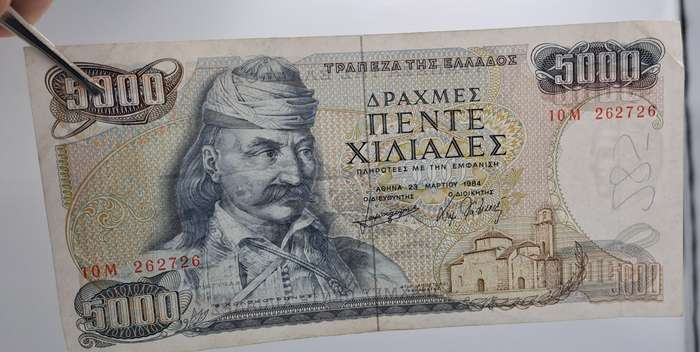 5000
ΤΡΑΠΕΖΑ ΤΗΣ ΕΛΛΑΔΟΣ
5000
ΔΡΑΧΜΕΣ
ΠΕΝΤΕ
ΧΙΛΙΑΔΕΣ
ΠΛΗΡΩΤΕΕΣ ΜΕ ΤΗΝ ΕΜΦΑΝΙΣΗ
10Μ 262726
ΑΘΗΝΑ 23 ΜΑΡΤΙΟΥ 1984
Ο ΔΙΕΥΘΥΝΤΗΣ Ο ΔΙΟΙΚΗΤΗΣ
382
10Μ 262726
5000